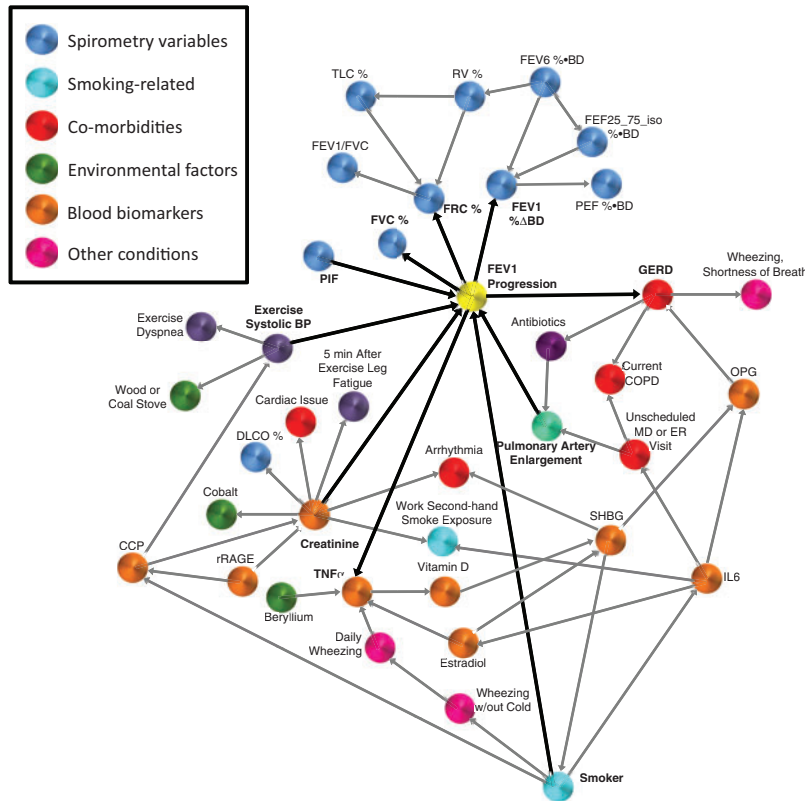 Spirometry variables
Smoking-related
Co-morbidities
Environmental factors
Blood biomarkers
Other conditions
TLC %
RV %
FEV6 %•BD
FEF25_75_iso
%•BD
FEV1/FVC
FRC %
FEV1
%ΔBD
PEF %•BD
FVC %
PIF
FEV1
Progression
GERD
Wheezing,
Shortness of Breath
Exercise
Dyspnea
Exercise
Systolic BP
Antibiotics
5 min After
Exercise Leg
Fatigue
Current
COPD
OPG
Wood or
Coal Stove
Cardiac Issue
Unscheduled
MD or ER
Visit
Pulmonary Artery
Enlargement
DLCO %
Arrhythmia
Cobalt
Work Second-hand
Smoke Exposure
SHBG
Creatinine
CCP
rRAGE
TNFα
Vitamin D
IL6
Beryllium
Daily
Wheezing
Estradiol
Wheezing
w/out Cold
Smoker